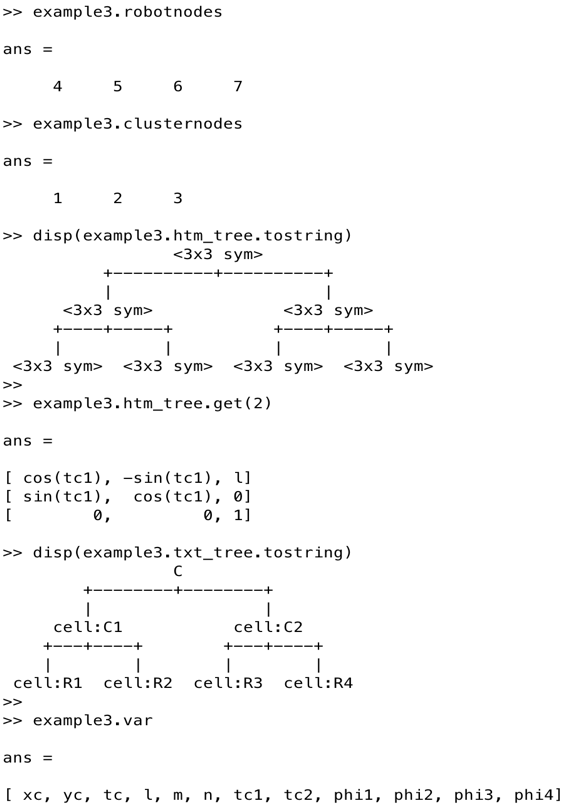 >> example3.robotnodes
ans =
4 5 6 7
>> example3.clusternodes
ans =
1 2 3
>> disp(example3.htm_tree.tostring)
<3x3 sym>
+----------+----------+
| |
<3x3 sym> <3x3 sym>
+----+-----+ +----+-----+
| | | |
<3x3 sym> <3x3 sym> <3x3 sym> <3x3 sym>
>>
>> example3.htm_tree.get(2)
ans =
[ cos(tc1), -sin(tc1), l]
[ sin(tc1), cos(tc1), 0]
[ 0, 0, 1]
>> disp(example3.txt_tree.tostring)
C
+--------+--------+
| |
cell:C1 cell:C2
+---+----+ +---+----+
| | | |
cell:R1 cell:R2 cell:R3 cell:R4
>>
>> example3.var
ans =
[ xc, yc, tc, l, m, n, tc1, tc2, phi1, phi2, phi3, phi4]